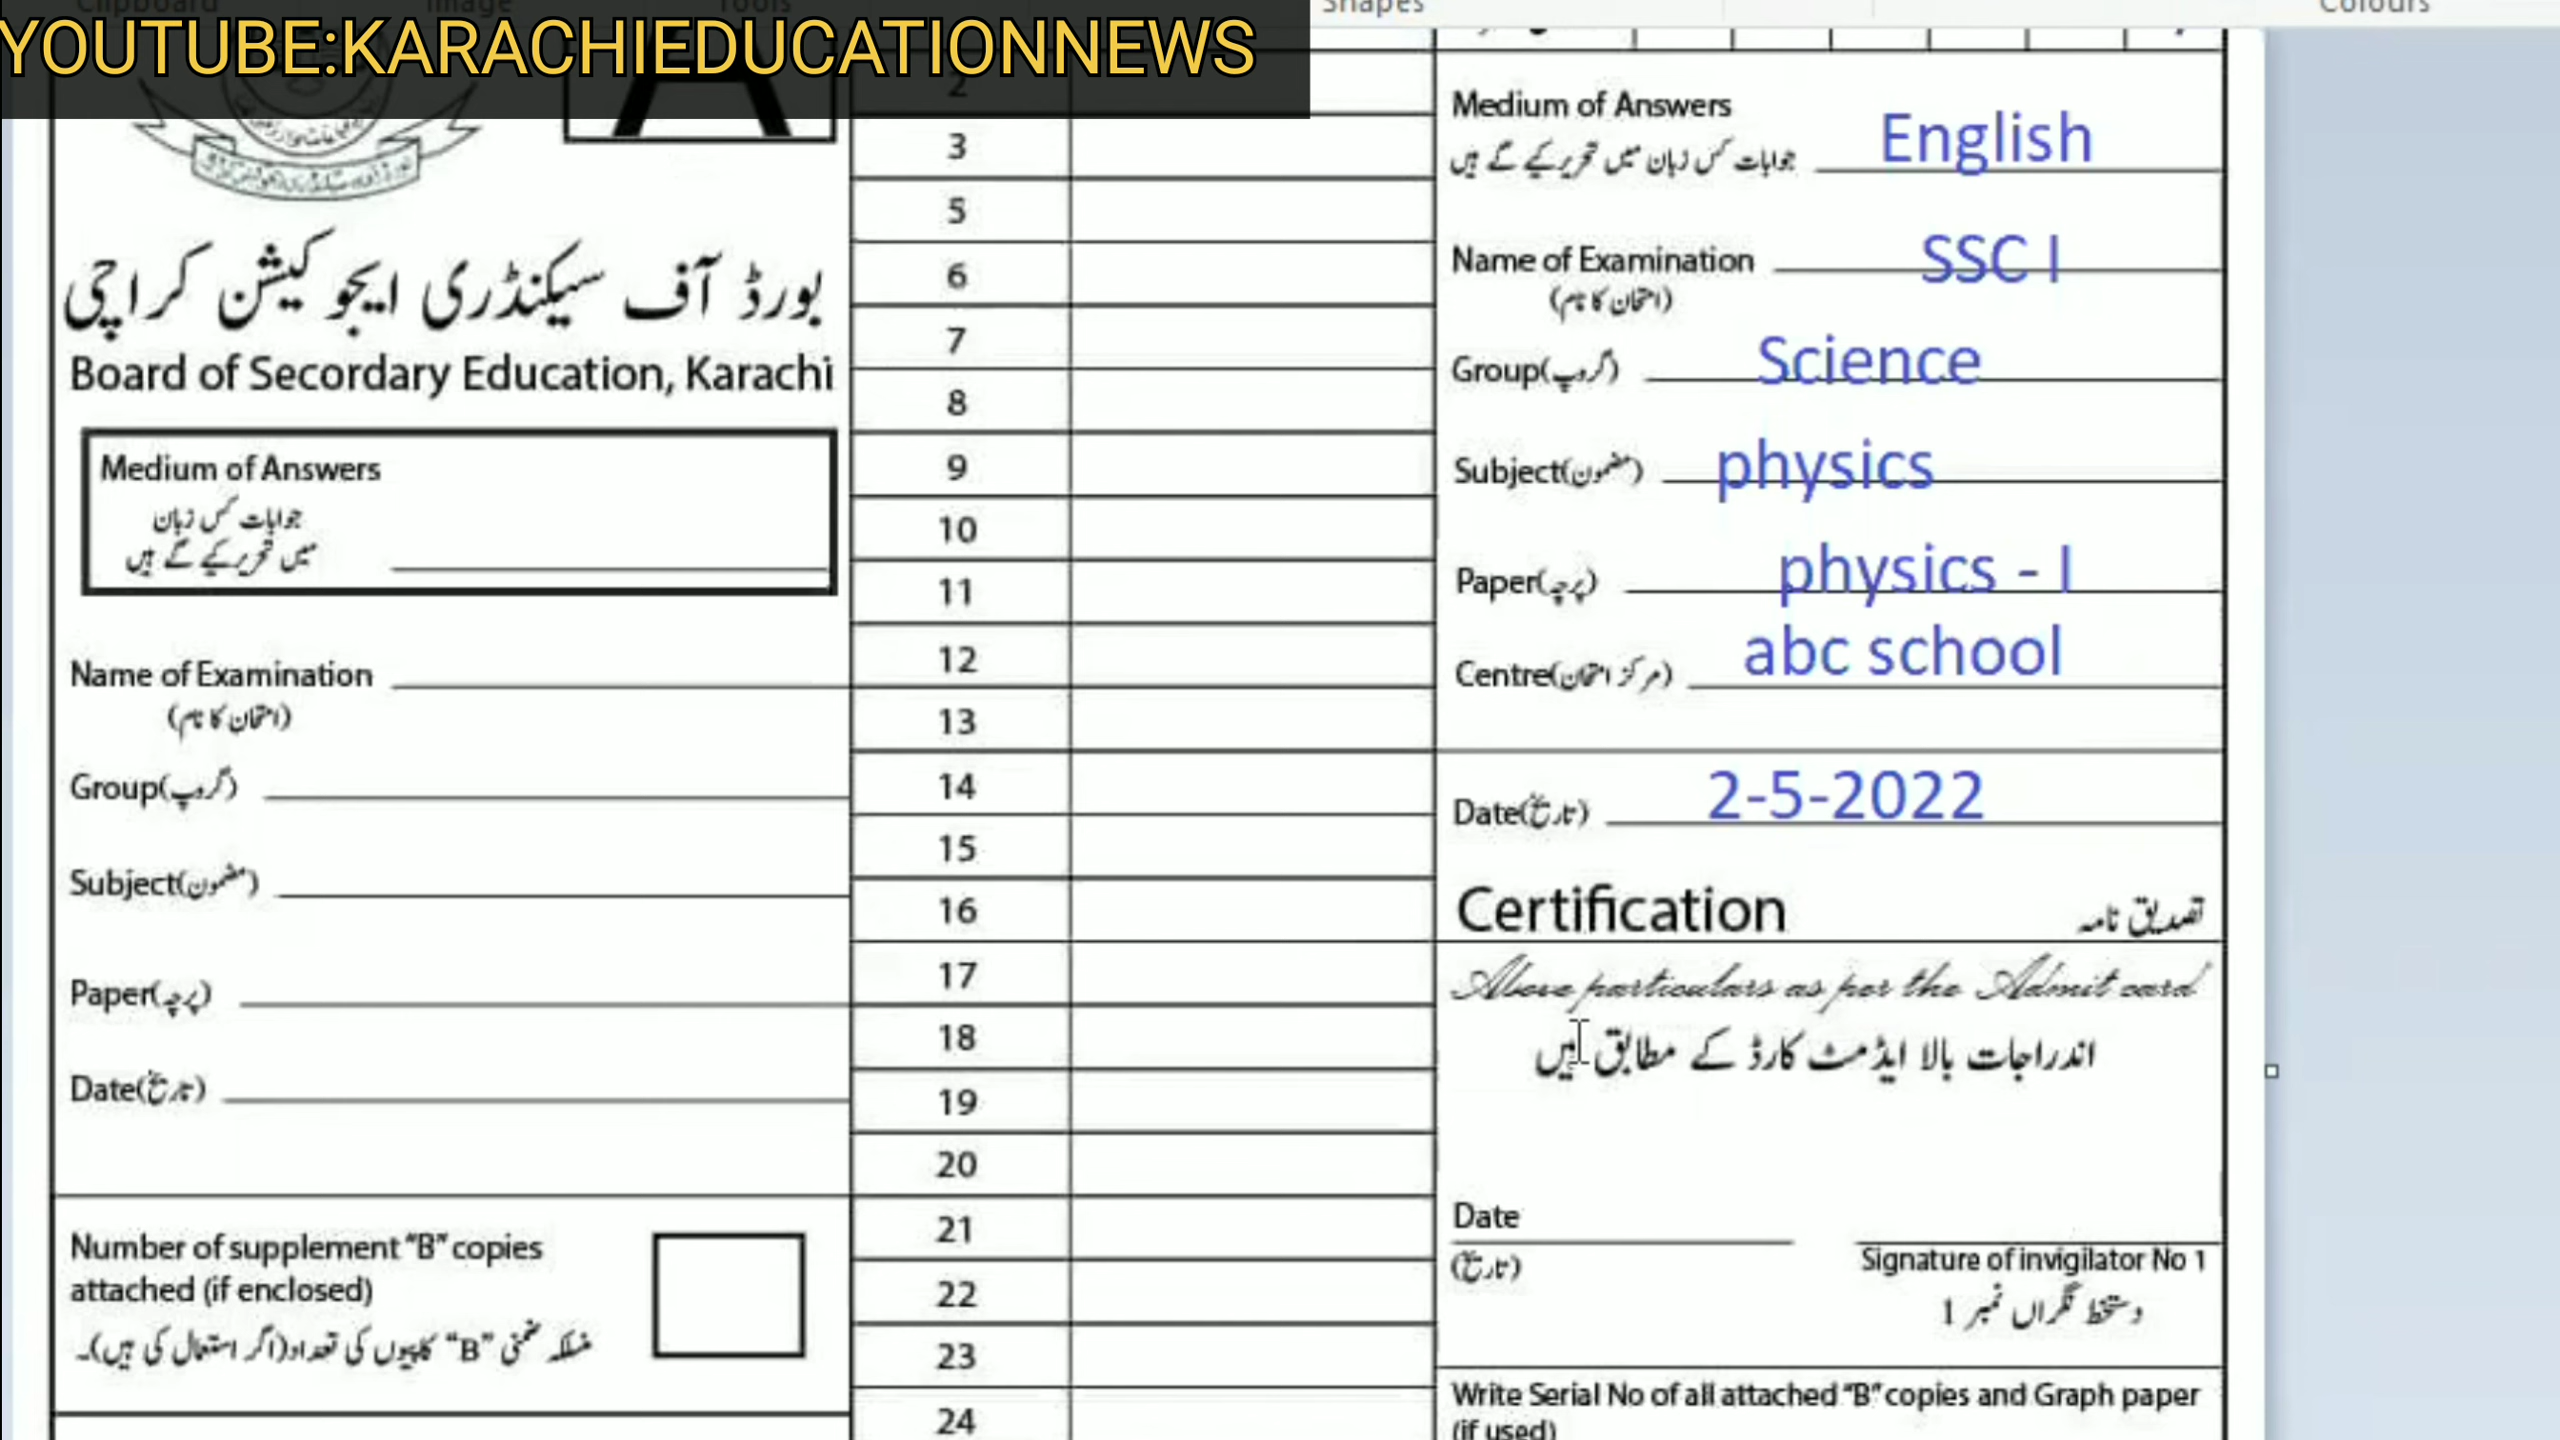 YOUTUBE:KARACHIEDUCATIONNEWS
Image
Tools
Shapes
Colours
A
بورڈ آف سیکنڈری ایجوکیشن کراچی
Board of Secordary Education, Karachi
Medium of Answers
جوابات کس زبان
میں تحریر کیے گے ہیں
Name of Examination
(امتحان کا نام)
Group(گروپ)
Subject(مضمون)
Paper(پرچہ)
Date(تاریخ)
Number of supplement "B" copies
attached (if enclosed)
منسلکہ ضمنی "B" کاپیوں کی تعداد(اگر استعمال کی ہیں)۔
2
3
5
6
7
8
9
10
11
12
13
14
15
16
17
18
19
20
21
22
23
24
Medium of Answers
جوابات کس زبان میں تحریر کیے گے ہیں English
Name of Examination SSC I
(امتحان کا نام)
Group(گروپ) Science
Subject(مضمون) physics
Paper(پرچہ) physics - I
Centre(مرکز امتحان) abc school
Date(تاریخ) 2-5-2022
Certification تصدیق نامہ
Above particulars as per the Admit card
اندراجات بالا ایڈمٹ کارڈ کے مطابق ہیں
Date
(تاریخ)
Signature of invigilator No 1
دستخط نگراں نمبر 1
Write Serial No of all attached "B" copies and Graph paper
(if used)